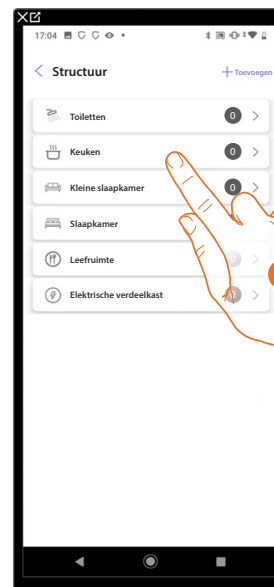 17:04
Structuur
Toevoegen
Toiletten 0
Keuken 0
Kleine slaapkamer 0
Slaapkamer
Leefruimte
Elektrische verdeelkast